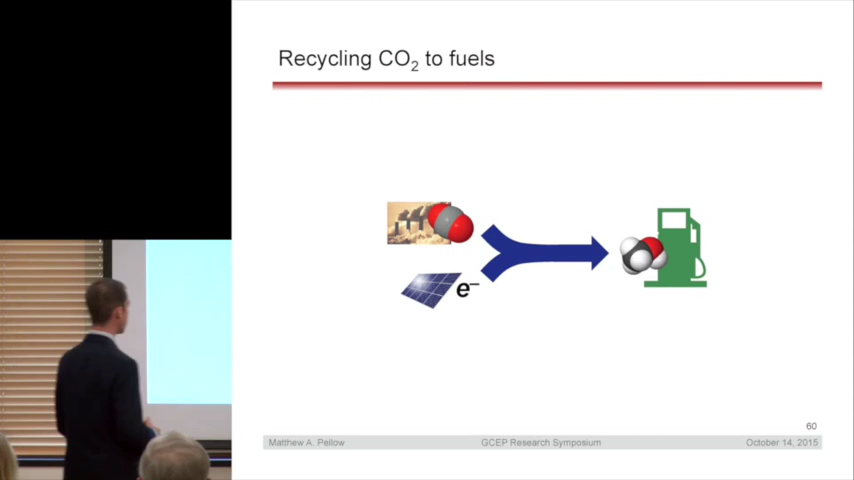 Recycling CO₂ to fuels
e⁻
60
Matthew A. Pellow GCEP Research Symposium October 14, 2015